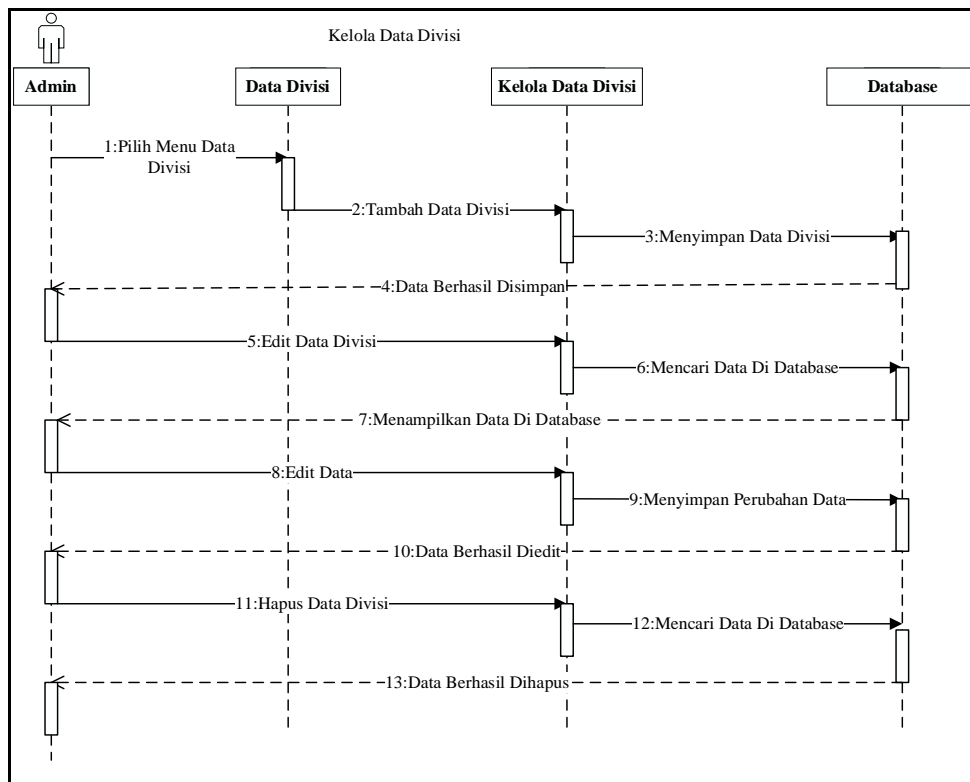 Kelola Data Divisi
Admin
Data Divisi
Kelola Data Divisi
Database
1:Pilih Menu Data
Divisi
2:Tambah Data Divisi
3:Menyimpan Data Divisi
4:Data Berhasil Disimpan
5:Edit Data Divisi
6:Mencari Data Di Database
7:Menampilkan Data Di Database
8:Edit Data
9:Menyimpan Perubahan Data
10:Data Berhasil Diedit
11:Hapus Data Divisi
12:Mencari Data Di Database
13:Data Berhasil Dihapus